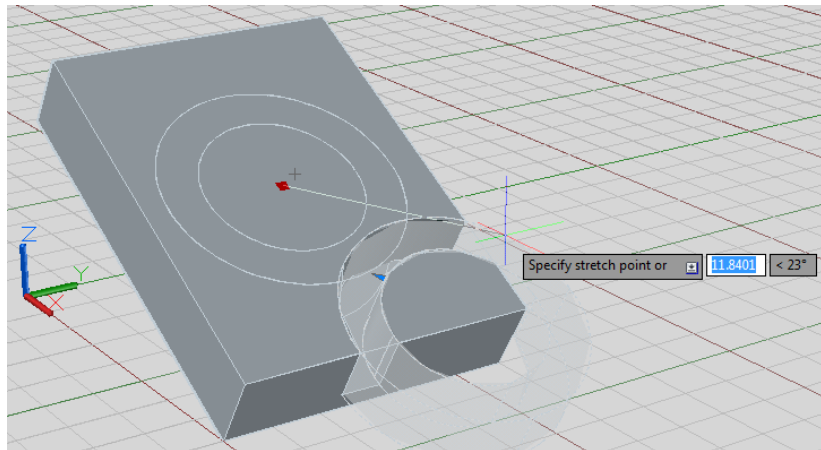 Z
Y
X
Specify stretch point or 11.8401 < 23°